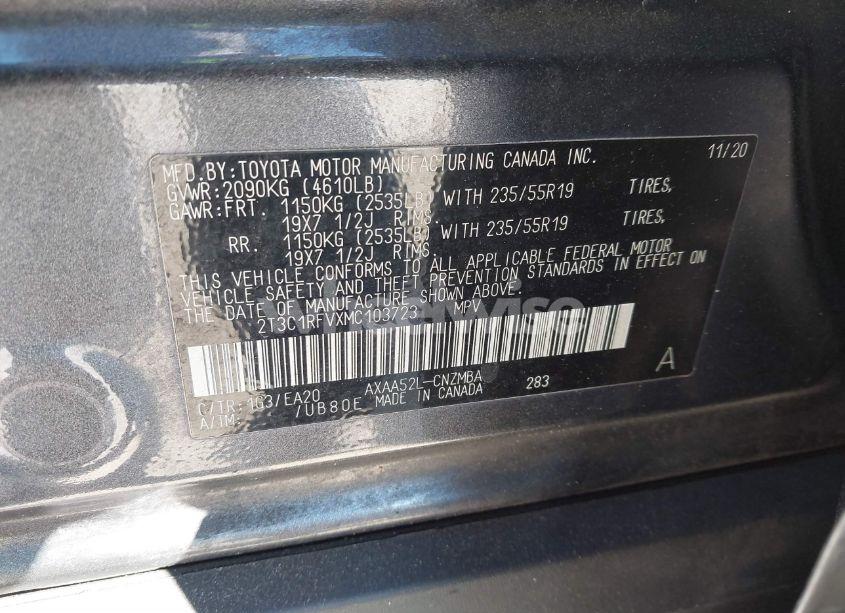 MFD.BY:TOYOTA MOTOR MANUFACTURING CANADA INC. 11/20
GVWR:2090KG (4610LB)
GAWR:FRT. 1150KG (2535LB) WITH 235/55R19 TIRES,
19X7 1/2J RIMS
RR. 1150KG (2535LB) WITH 235/55R19 TIRES,
19X7 1/2J RIMS.
THIS VEHICLE CONFORMS TO ALL APPLICABLE FEDERAL MOTOR
VEHICLE SAFETY AND THEFT PREVENTION STANDARDS IN EFFECT ON
THE DATE OF MANUFACTURE SHOWN ABOVE.
2T3C1RFVXMC103723 MPV
A
C/TR:1G3/EA20 AXAA52L-CNZMBA 283
A/TM: /UB80E MADE IN CANADA